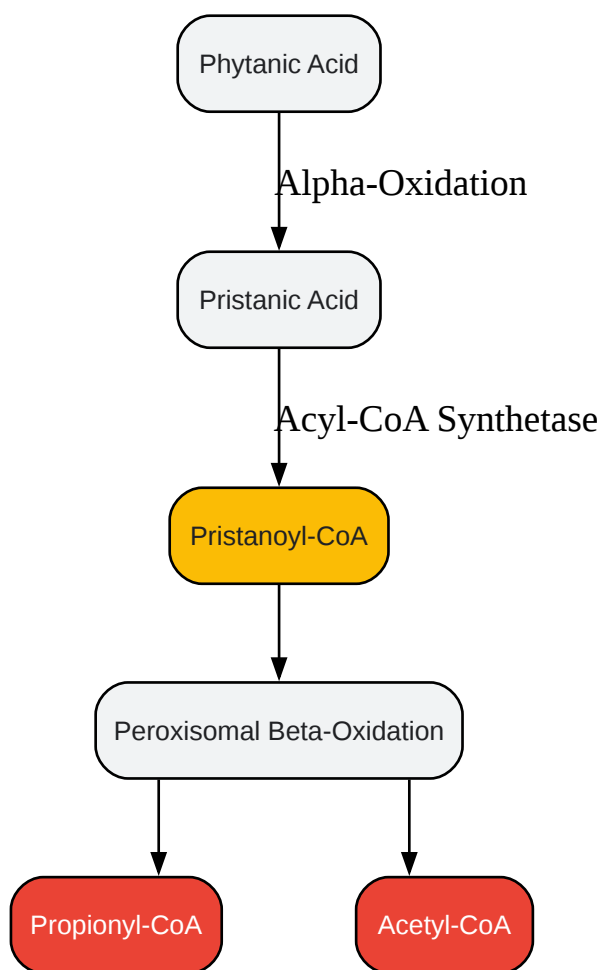 Phytanic Acid
Alpha-Oxidation
Pristanic Acid
Acyl-CoA Synthetase
Pristanoyl-CoA
Peroxisomal Beta-Oxidation
Propionyl-CoA
Acetyl-CoA